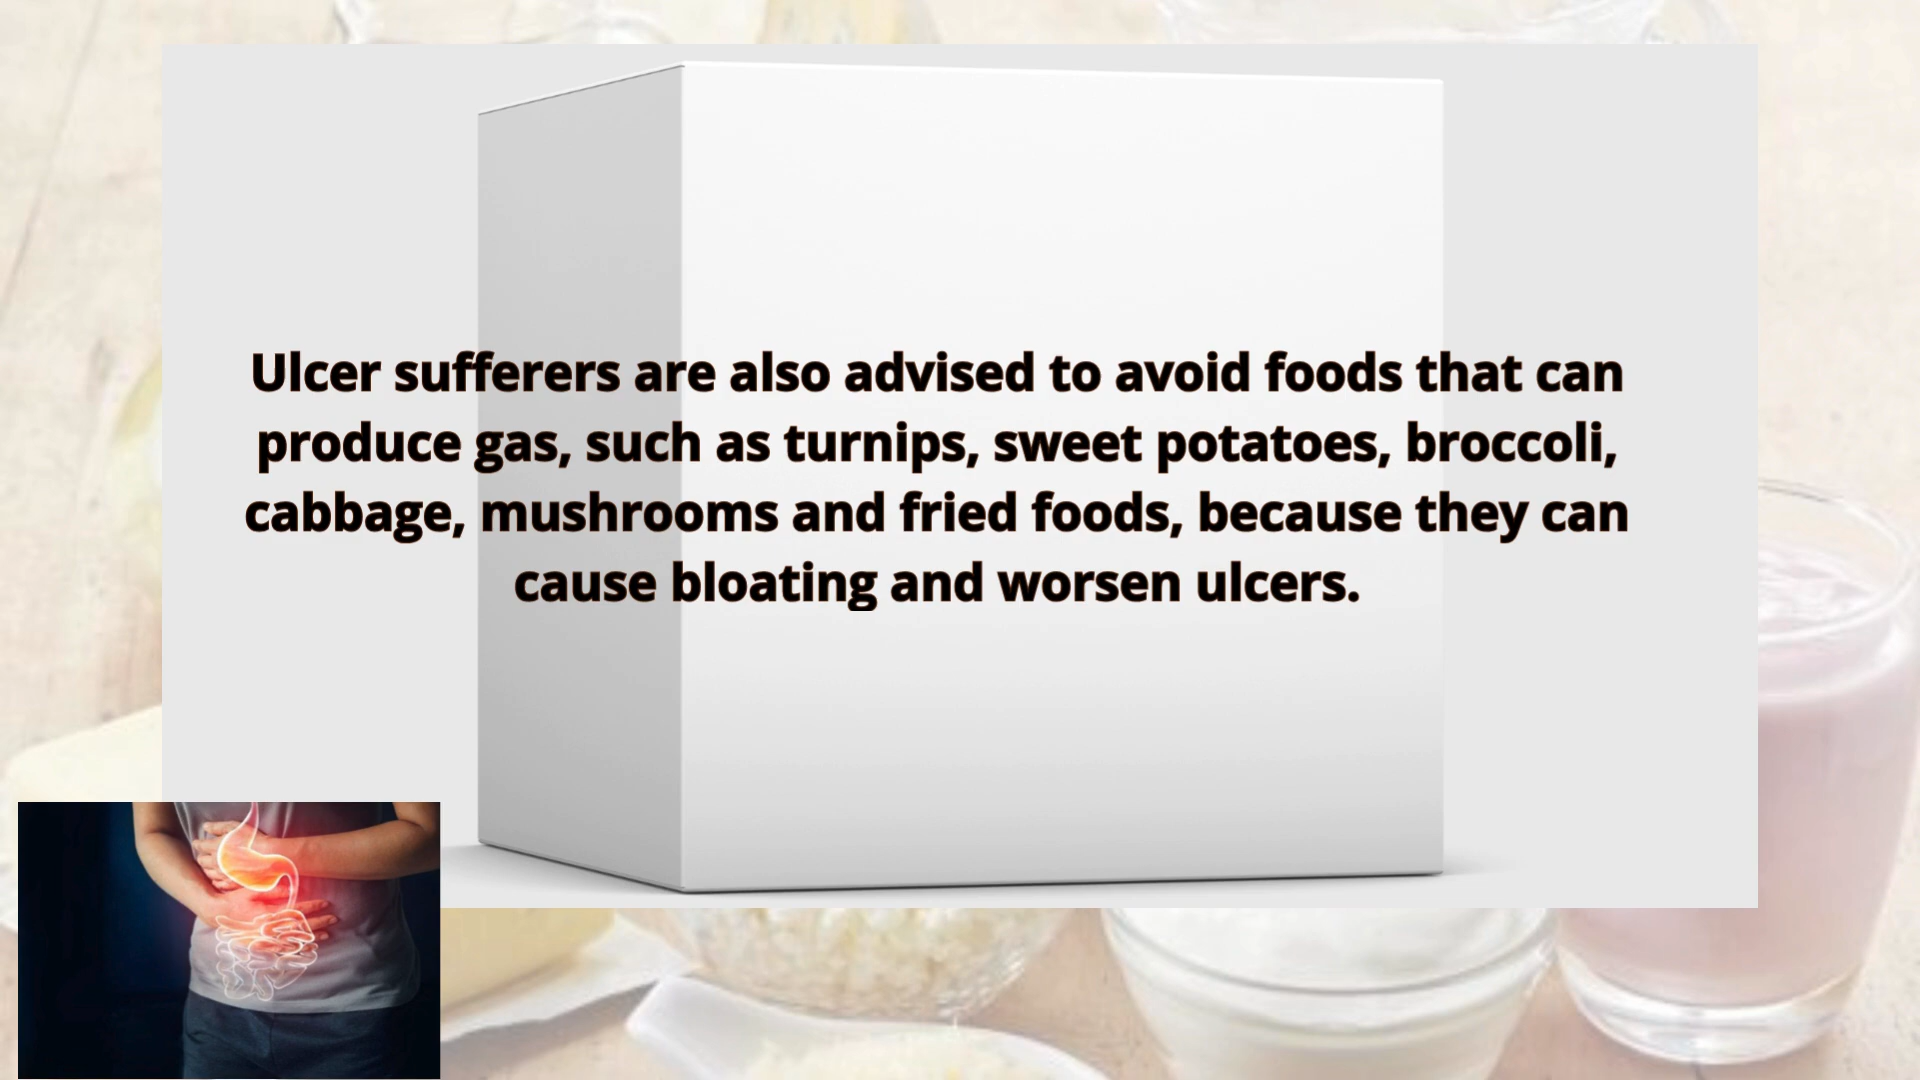 Ulcer sufferers are also advised to avoid foods that can
produce gas, such as turnips, sweet potatoes, broccoli,
cabbage, mushrooms and fried foods, because they can
cause bloating and worsen ulcers.